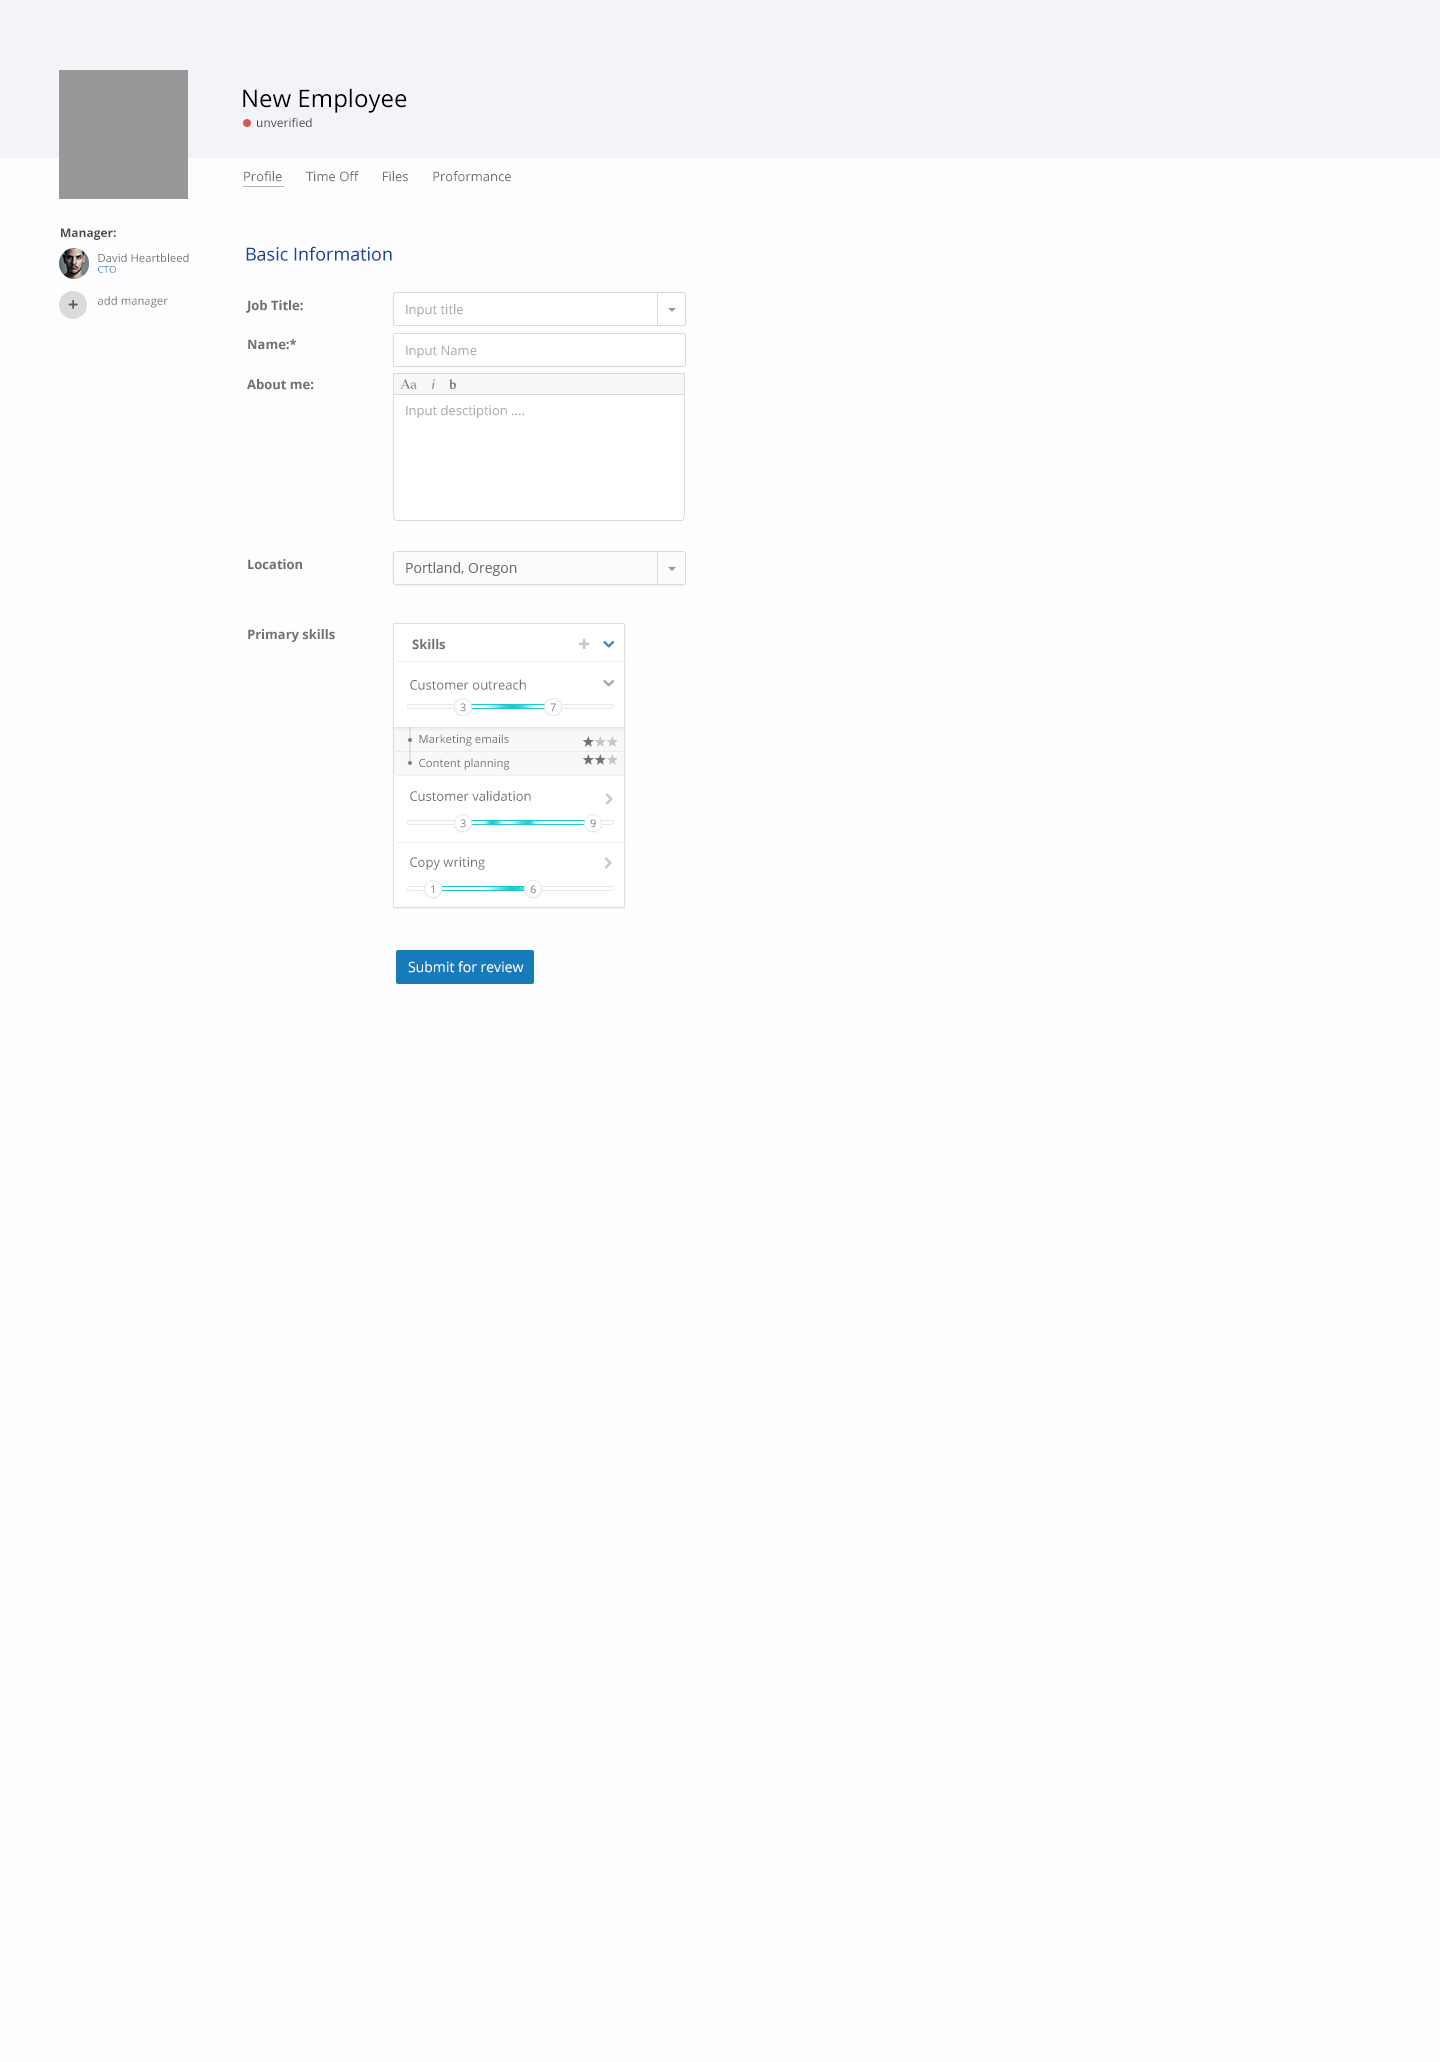 New Employee
unverified
Profile Time Off Files Proformance
Manager:
David Heartbleed
CTO
+ add manager
Basic Information
Job Title: Input title
Name:* Input Name
About me: Aa i b
Input desctiption ....
Location Portland, Oregon
Primary skills Skills
Customer outreach
3 7
Marketing emails
Content planning
Customer validation
3 9
Copy writing
1 6
Submit for review